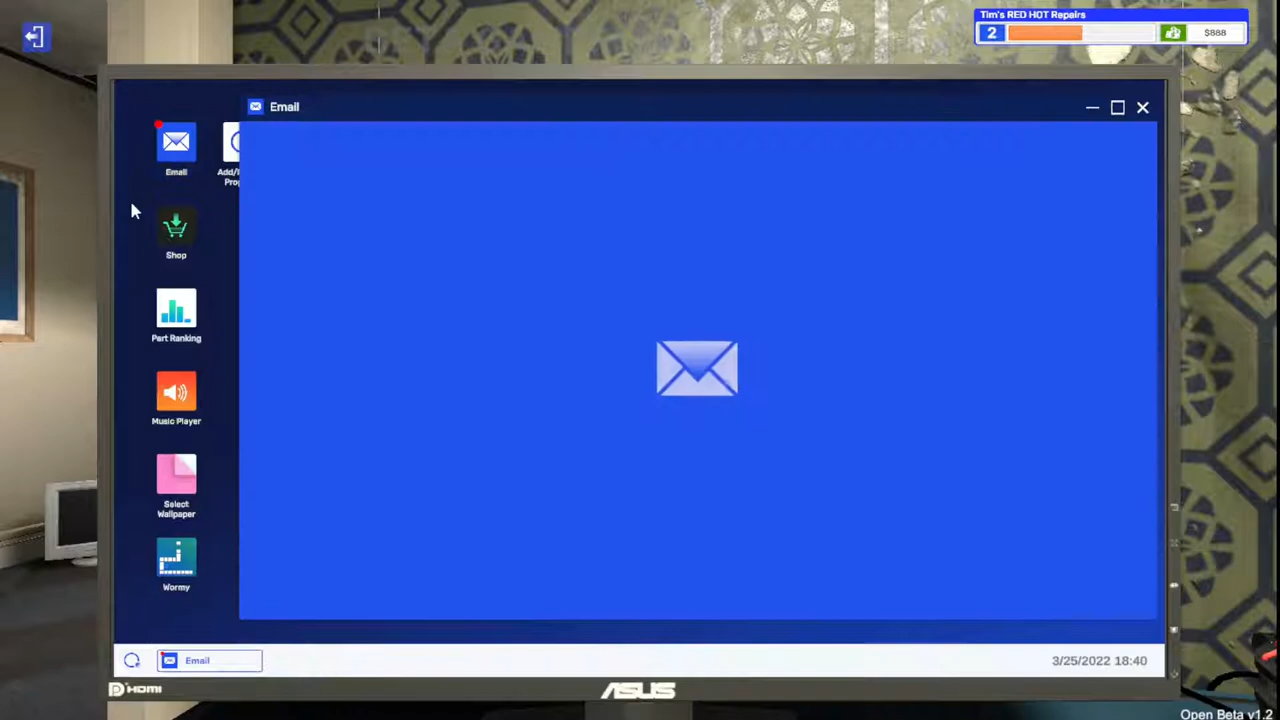 Tim's RED HOT Repairs
2
$888
Email
Email
Add/
Prog
Shop
Part Ranking
Music Player
Select
Wallpaper
Wormy
Email
3/25/2022 18:40
HDMI
ASUS
Open Beta v1.2